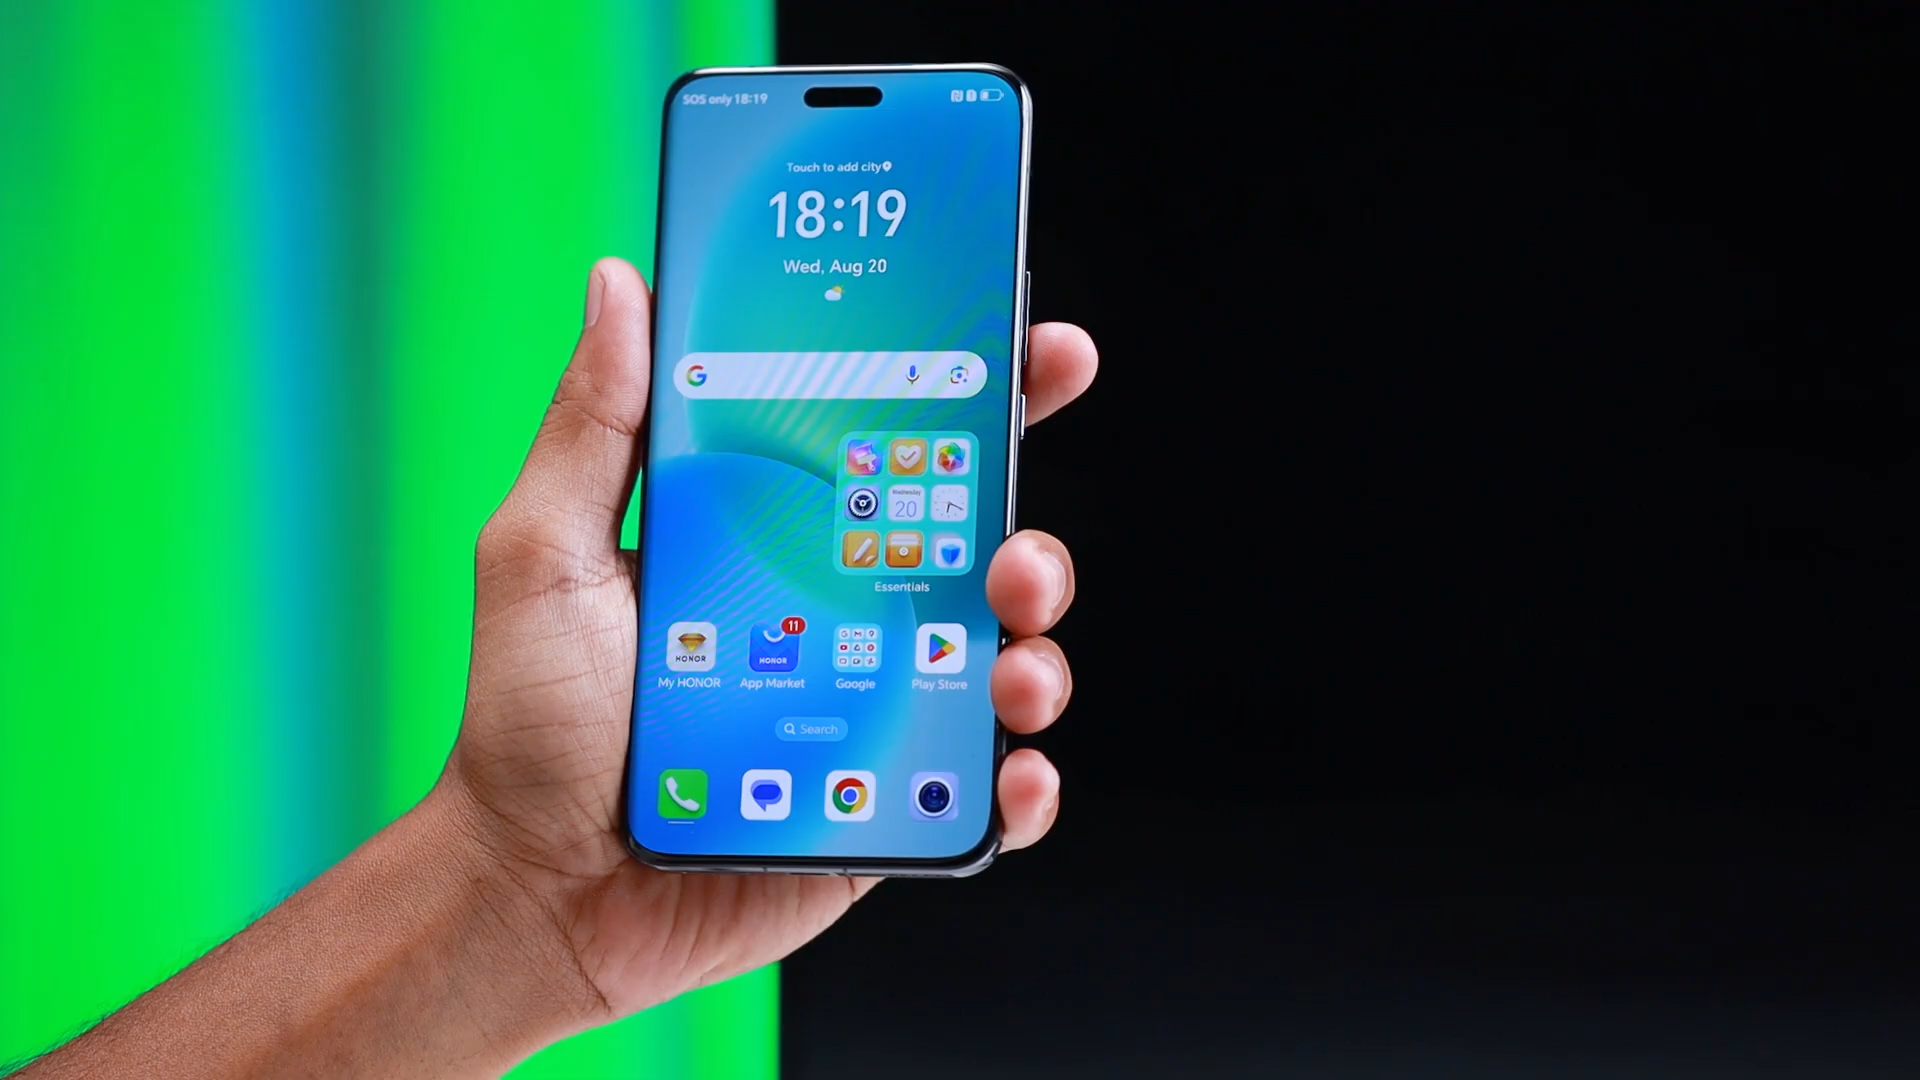 SOS only 18:19
Touch to add city
18:19
Wed, Aug 20
Wednesday
20
Essentials
HONOR
HONOR
11
My HONOR
App Market
Google
Play Store
Search